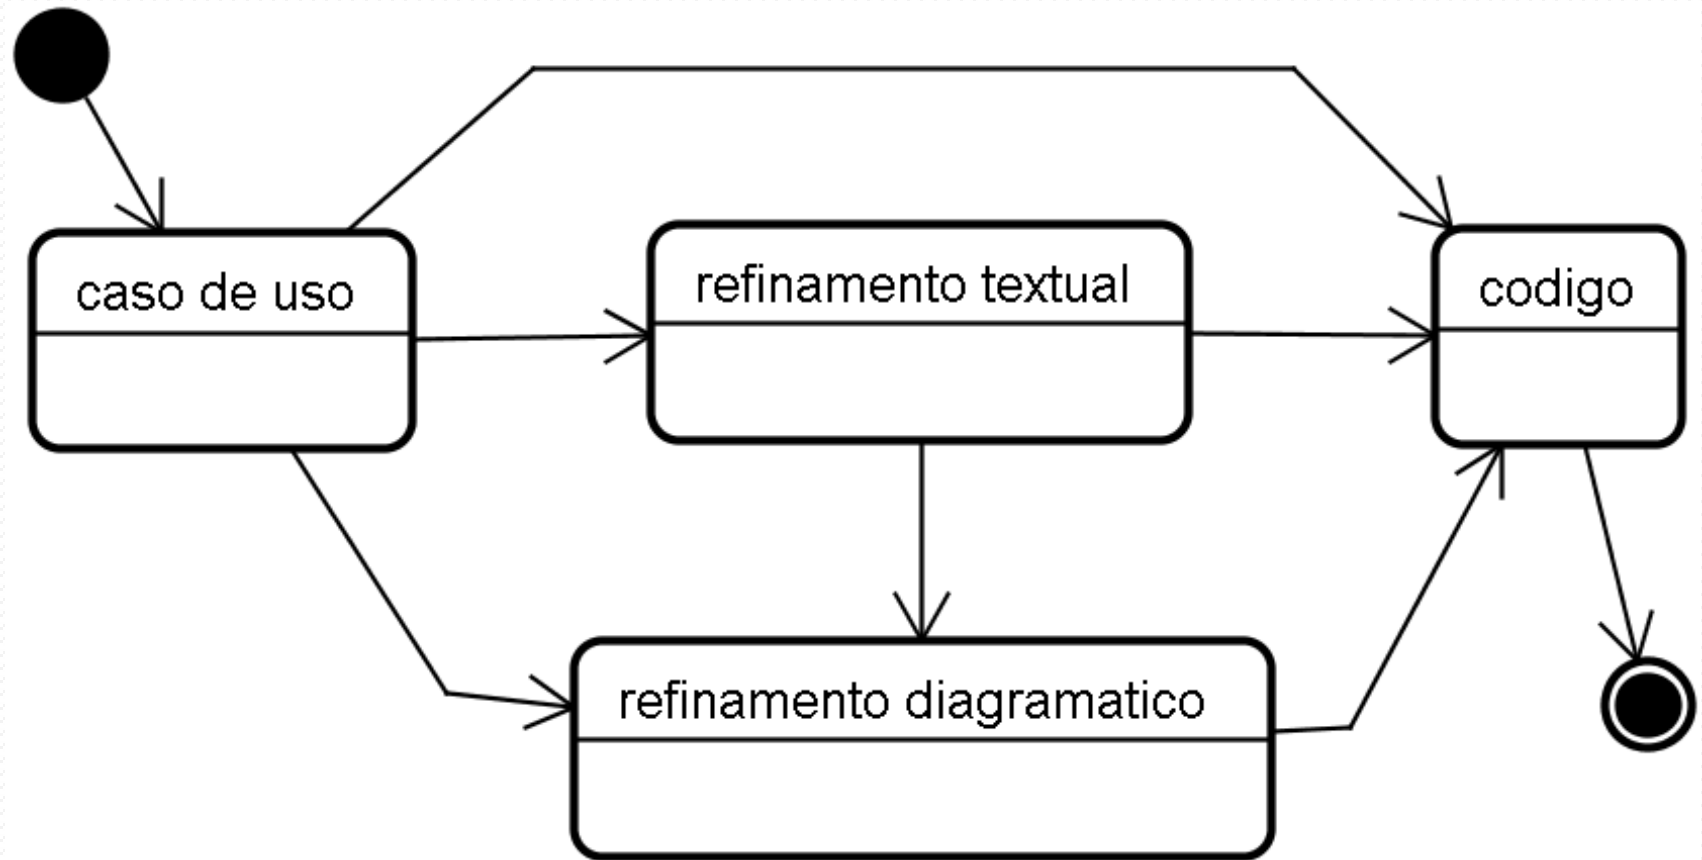 caso de uso
refinamento textual
codigo
refinamento diagramatico